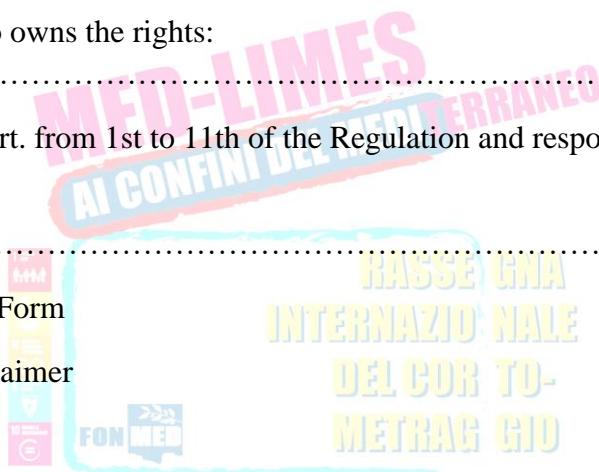 o owns the rights:
MED-LIMES
…………………………………………………………
AI CONFINI DEL MEDITERRANEO
rt. from 1st to 11th of the Regulation and respo
…………………………………………………………
RASSE GNA
Form
INTERNAZIO NALE
aimer
DEL COR TO-
FON MED
METRAG GIO
10